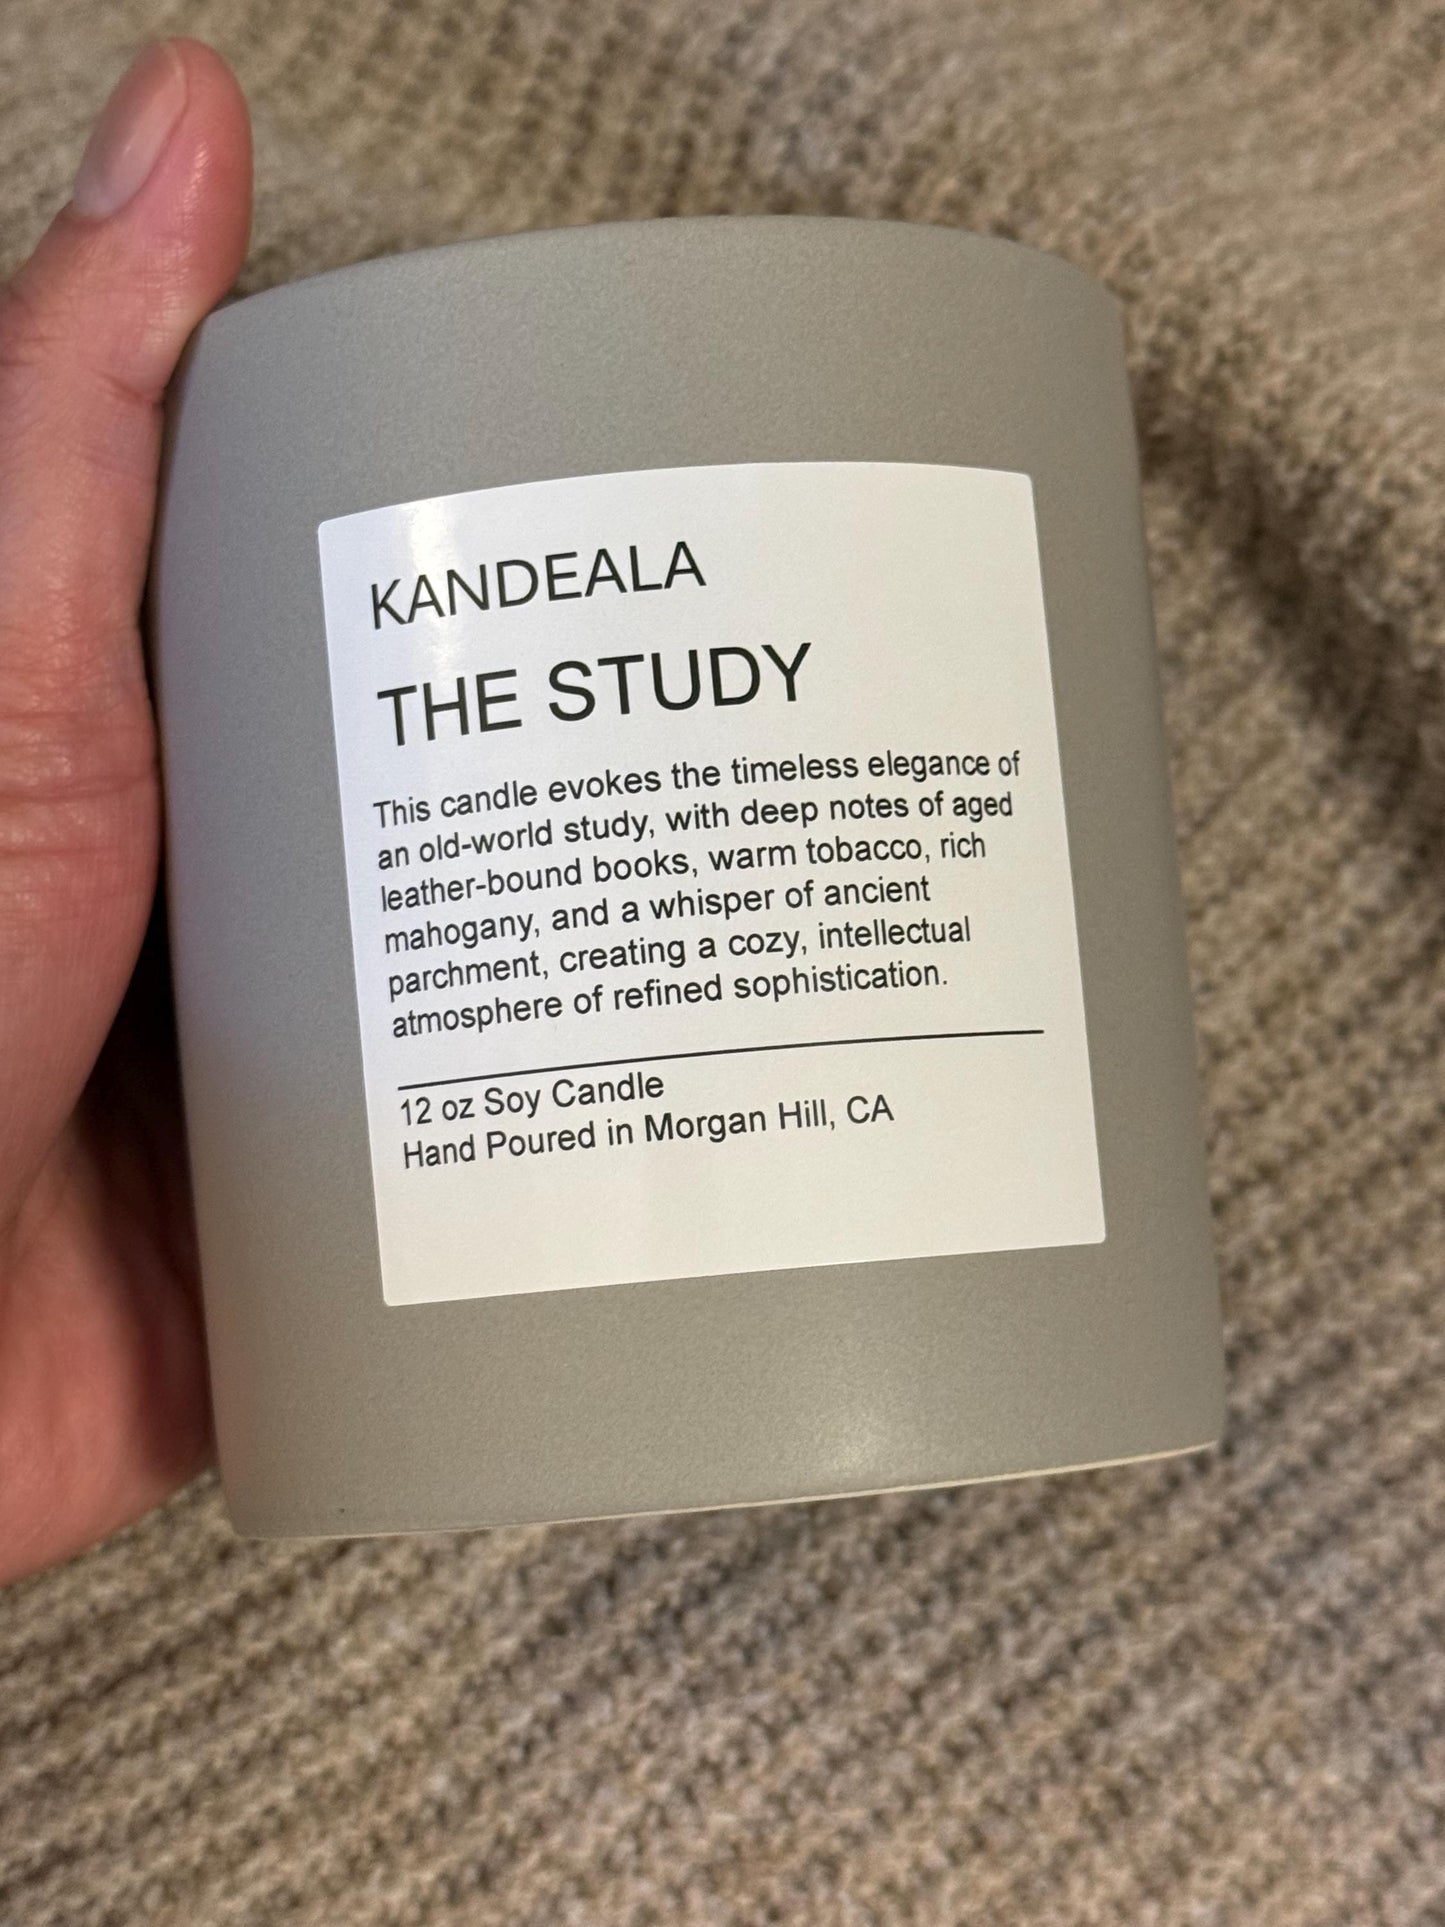 KANDEALA
THE STUDY
This candle evokes the timeless elegance of
an old-world study, with deep notes of aged
leather-bound books, warm tobacco, rich
mahogany, and a whisper of ancient
parchment, creating a cozy, intellectual
atmosphere of refined sophistication.
12 oz Soy Candle
Hand Poured in Morgan Hill, CA